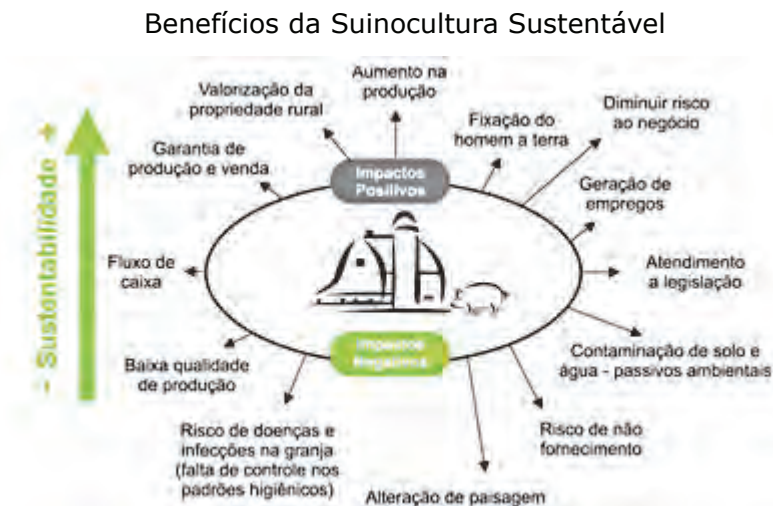 Benefícios da Suinocultura Sustentável
Aumento na
produção
Valorização da
propriedade rural
Diminuir risco
ao negócio
Fixação do
homem a terra
Garantia de
produção e venda
Impactos
Positivos
Geração de
empregos
- Sustentabilidade +
Fluxo de
caixa
Atendimento
a legislação
Impactos
Negativos
Baixa qualidade
de produção
Contaminação de solo e
água - passivos ambientais
Risco de doenças e
infecções na granja
(falta de controle nos
padrões higiênicos)
Risco de não
fornecimento
Alteração de paisagem